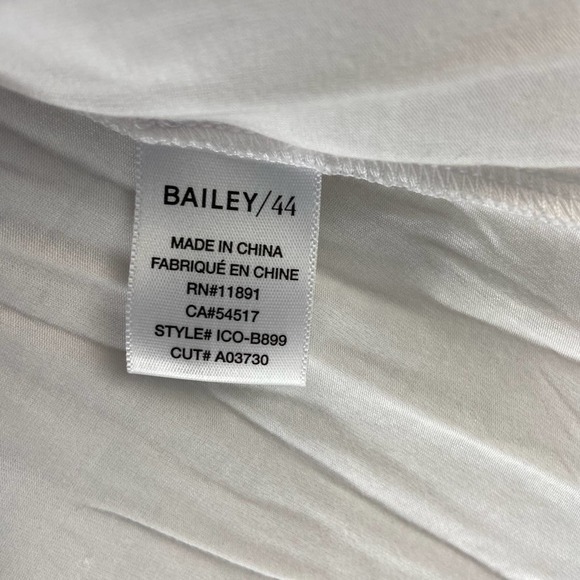 BAILEY/44
MADE IN CHINA
FABRIQUÉ EN CHINE
RN#11891
CA#54517
STYLE# ICO-B899
CUT# A03730